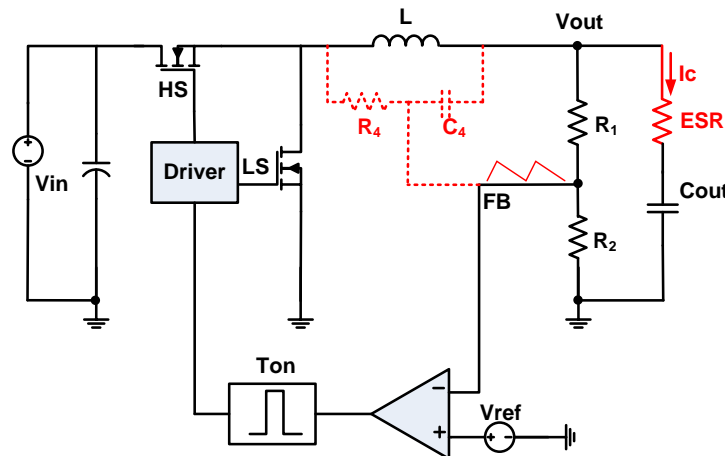 L
Vout
HS
R4
C4
Ic
ESR
R1
Driver
LS
Vin
FB
Cout
R2
Ton
Vref